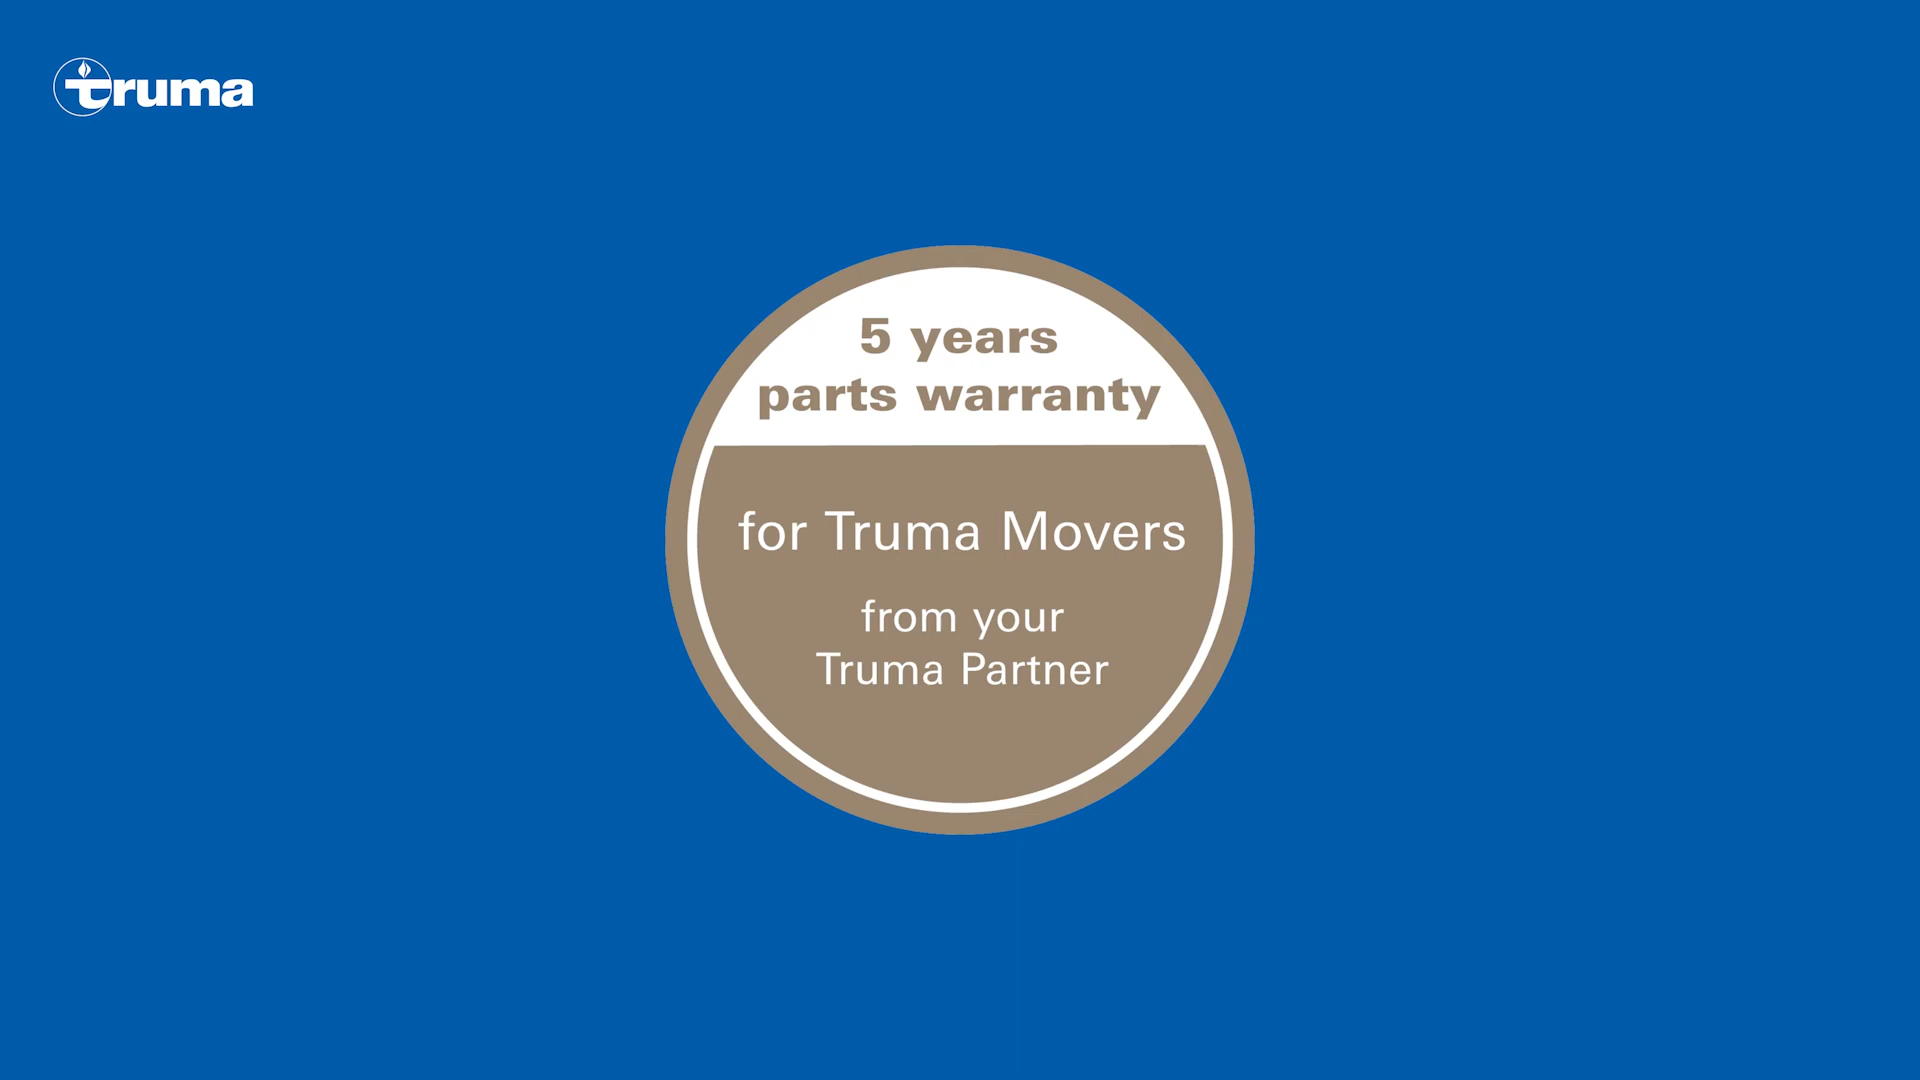 truma
5 years
parts warranty
for Truma Movers
from your
Truma Partner